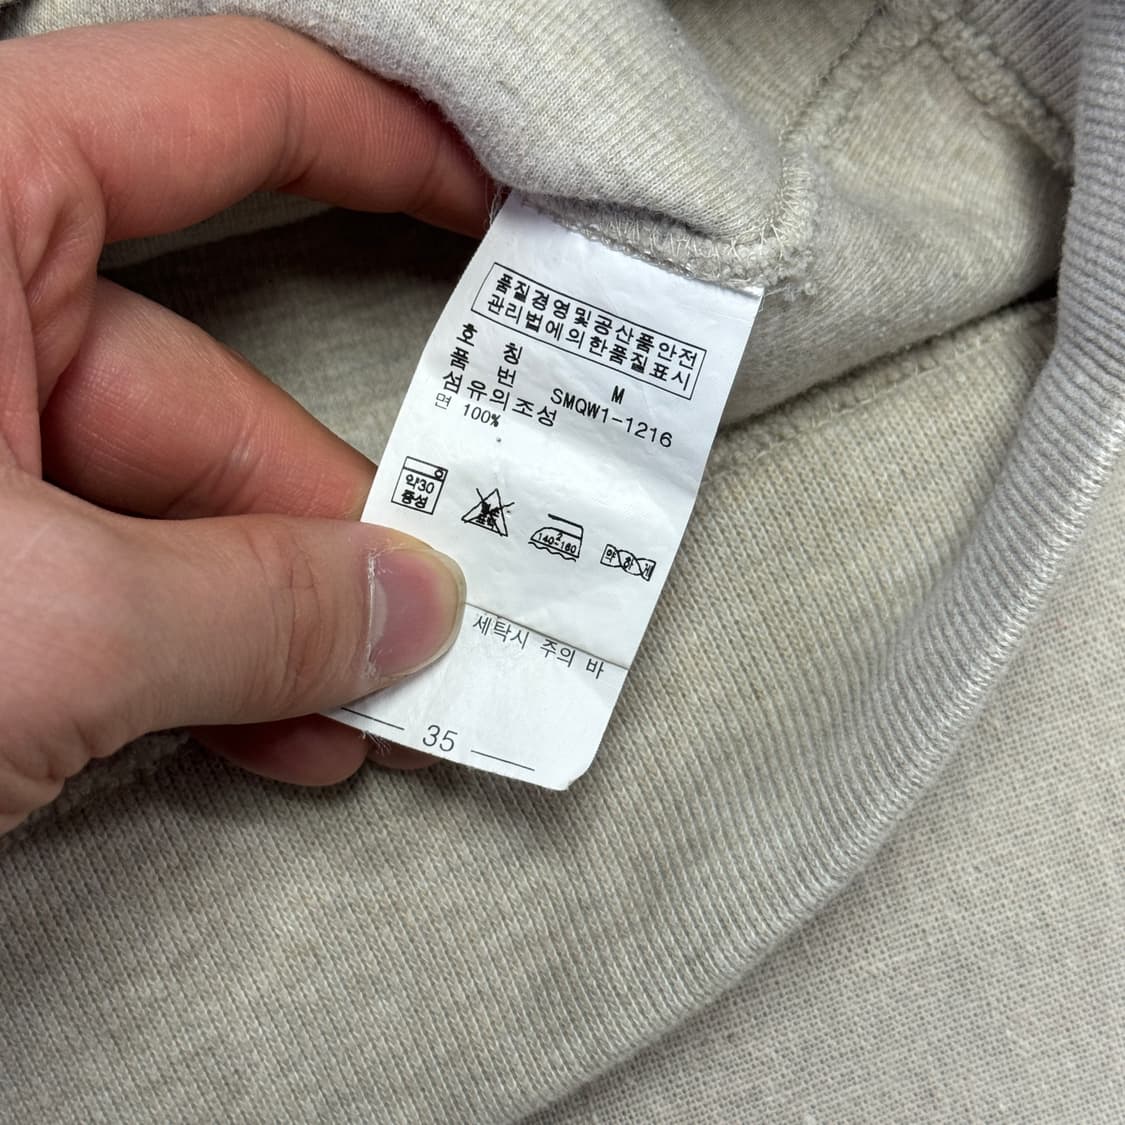 품질경영및공산품안전
관리법에의한품질표시
호 칭 M
품 번 SMQW1-1216
섬유의조성
면 100%
약30
중성
140~160
약하게
세탁시 주의 바
35